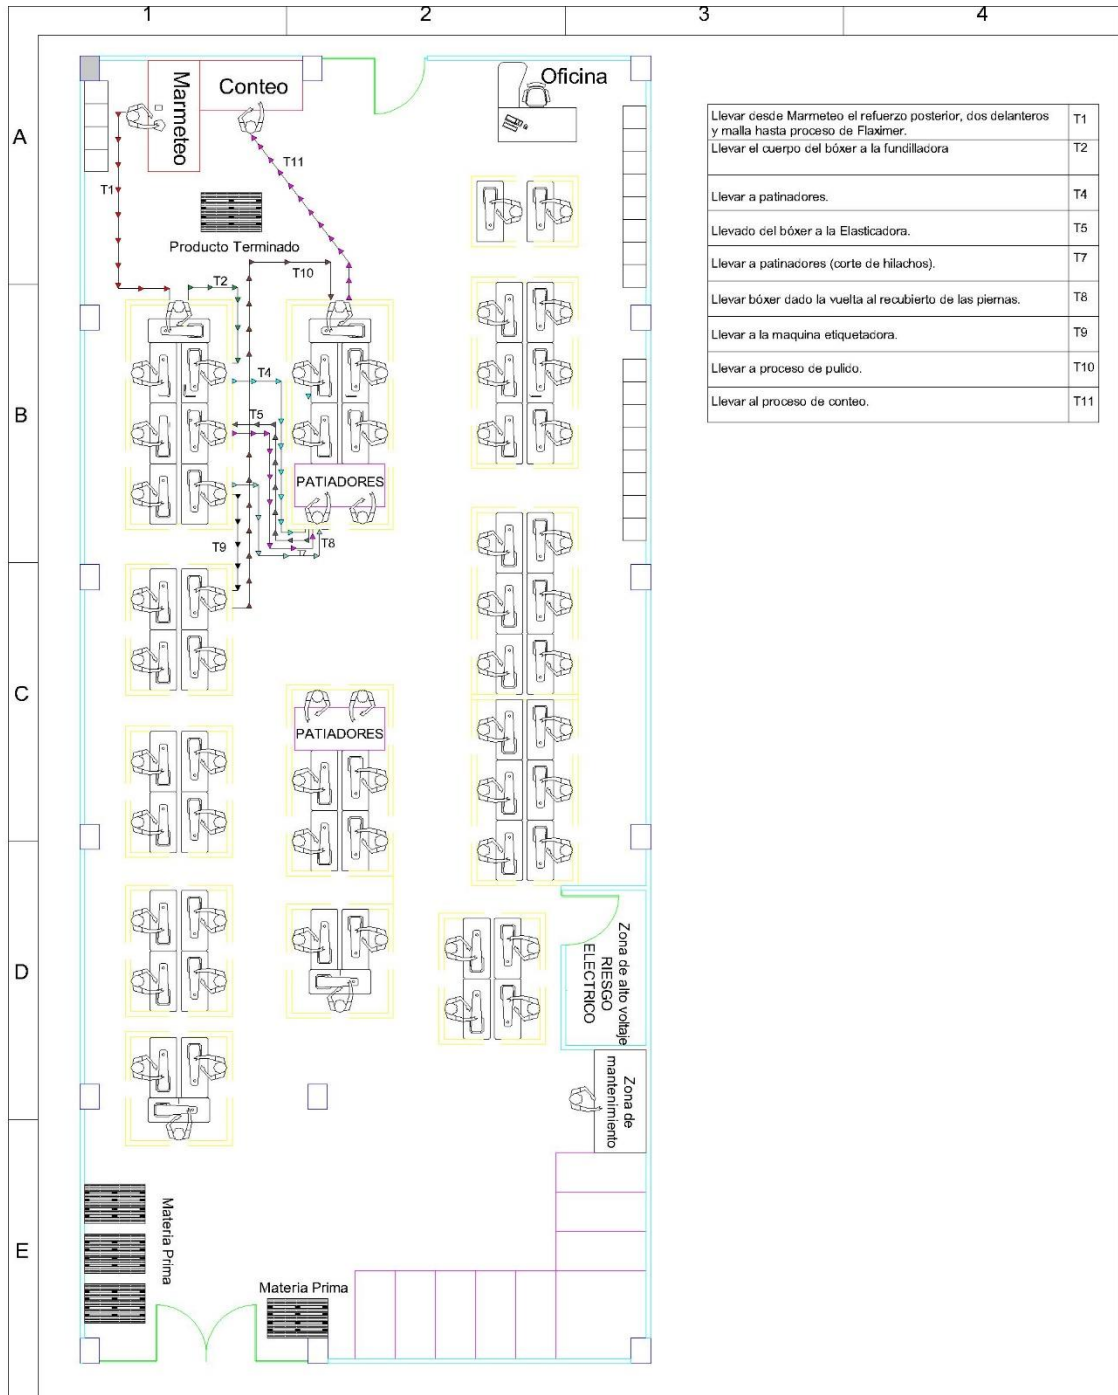 1
2
3
4
A
B
C
D
E
Marmeteo
Conteo
Oficina
T11
T1
Producto Terminado
T2
T10
T4
T5
PATIADORES
T9
T8
T7
PATIADORES
Zona de alto voltaje
RIESGO
ELECTRICO
Zona de
mantenimiento
Materia Prima
Materia Prima
Llevar desde Marmeteo el refuerzo posterior, dos delanteros
y malla hasta proceso de Flaximer.
T1
Llevar el cuerpo del bóxer a la fundilladora
T2
Llevar a patinadores.
T4
Llevado del bóxer a la Elasticadora.
T5
Llevar a patinadores (corte de hilachos).
T7
Llevar bóxer dado la vuelta al recubierto de las piernas.
T8
Llevar a la maquina etiquetadora.
T9
Llevar a proceso de pulido.
T10
Llevar al proceso de conteo.
T11